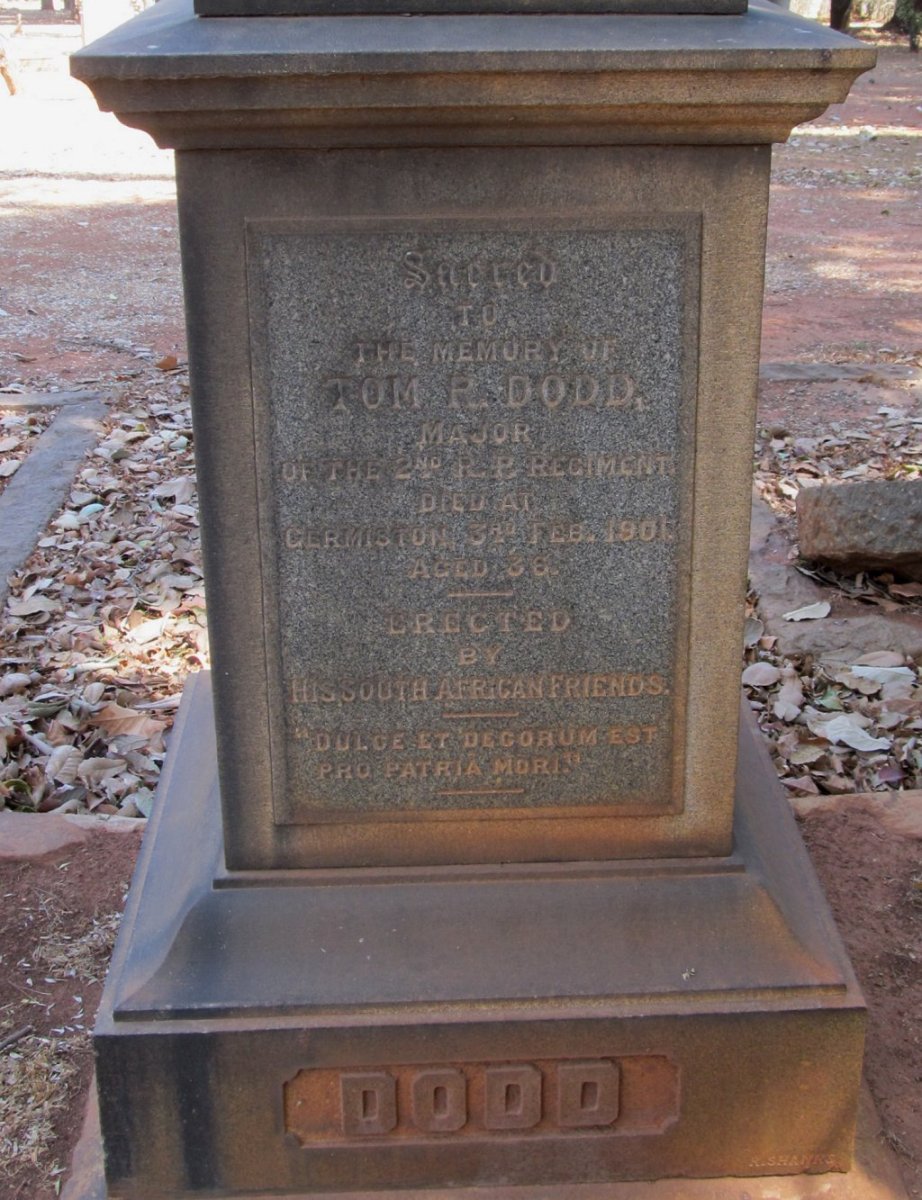 Sacred
TO
THE MEMORY OF
TOM R. DODD,
MAJOR
OF THE 2ND R. P. REGIMENT
DIED AT
GERMISTON, 3RD FEB. 1901.
AGED 36.
ERECTED
BY
HIS SOUTH AFRICAN FRIENDS.
"DULCE ET DECORUM EST
PRO PATRIA MORI."
DODD
R. SHANKS.